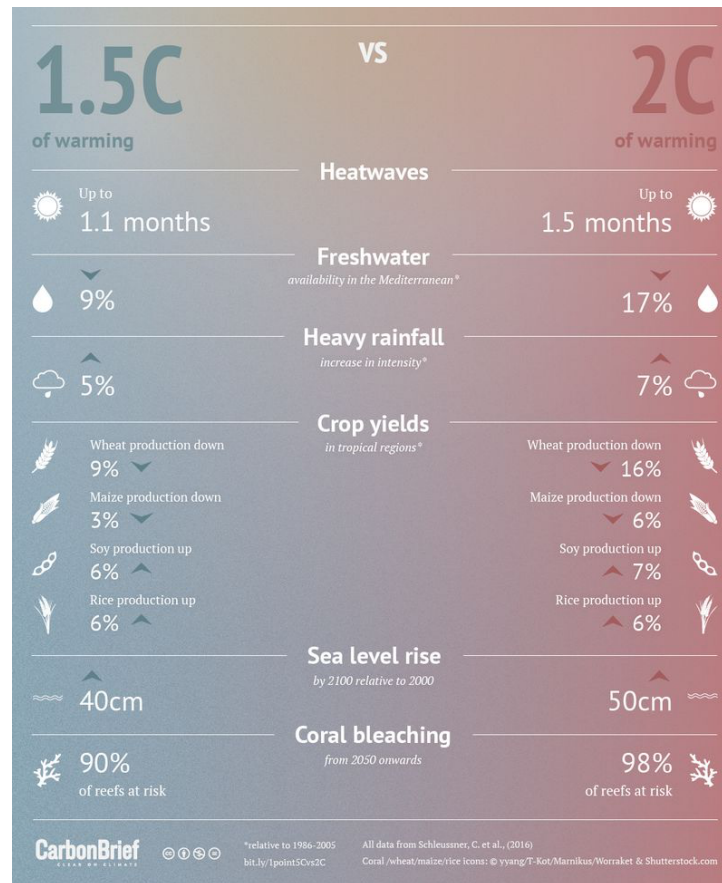 1.5C
VS
2C
of warming
of warming
Heatwaves
Up to
1.1 months
Up to
1.5 months
Freshwater
availability in the Mediterranean*
9%
17%
Heavy rainfall
increase in intensity*
5%
7%
Crop yields
in tropical regions*
Wheat production down
9%
Wheat production down
16%
Maize production down
3%
Maize production down
6%
Soy production up
6%
Soy production up
7%
Rice production up
6%
Rice production up
6%
Sea level rise
by 2100 relative to 2000
40cm
50cm
Coral bleaching
from 2050 onwards
90%
of reefs at risk
98%
of reefs at risk
CarbonBrief
CLEAR ON CLIMATE
*relative to 1986-2005
bit.ly/1point5Cvs2C
All data from Schleussner, C. et al., (2016)
Coral /wheat/maize/rice icons: © yyang/T-Kot/Marnikus/Worraket & Shutterstock.com